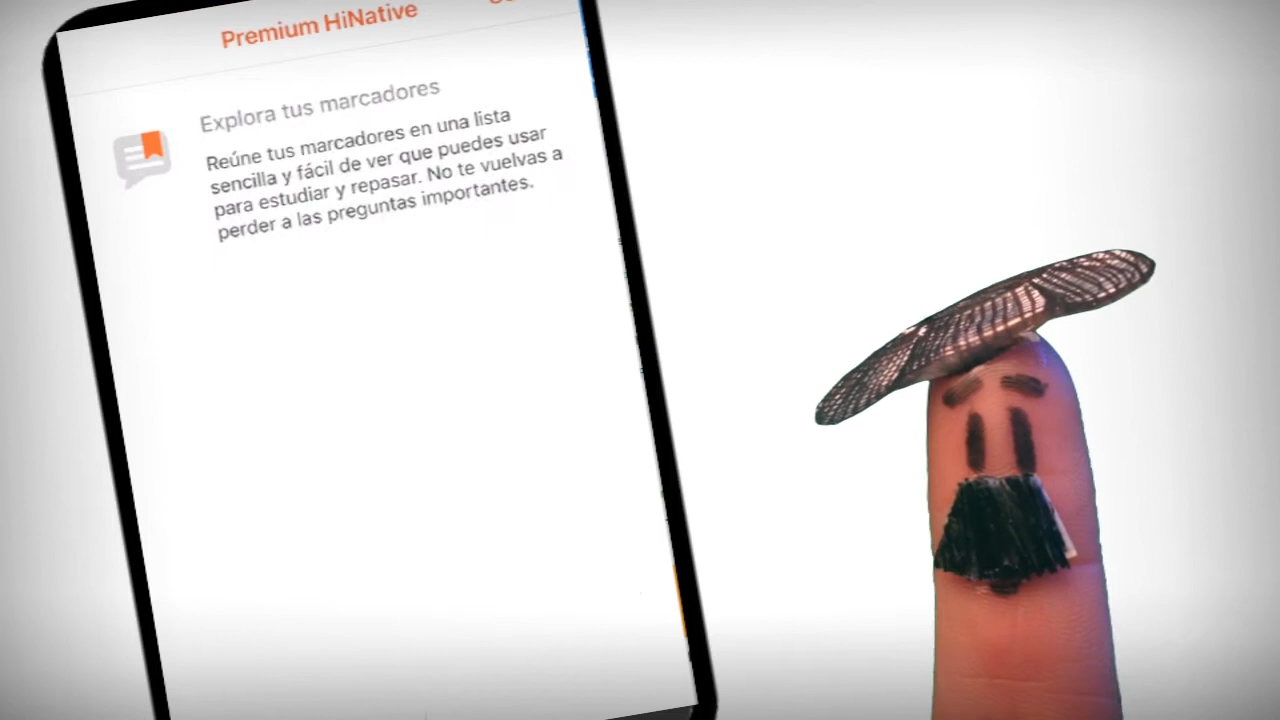 Premium HiNative
Explora tus marcadores
Reúne tus marcadores en una lista
sencilla y fácil de ver que puedes usar
para estudiar y repasar. No te vuelvas a
perder a las preguntas importantes.